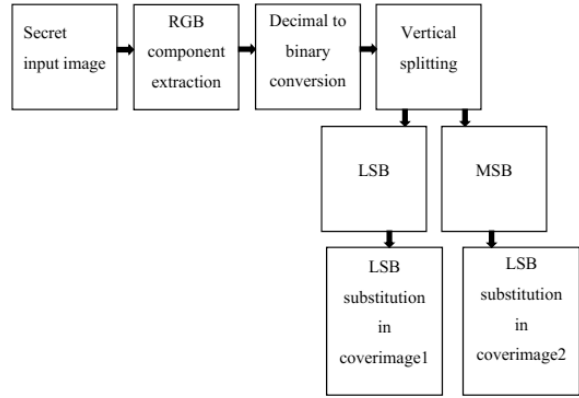 Secret
input image
RGB
component
extraction
Decimal to
binary
conversion
Vertical
splitting
LSB
MSB
LSB
substitution
in
coverimage1
LSB
substitution
in
coverimage2